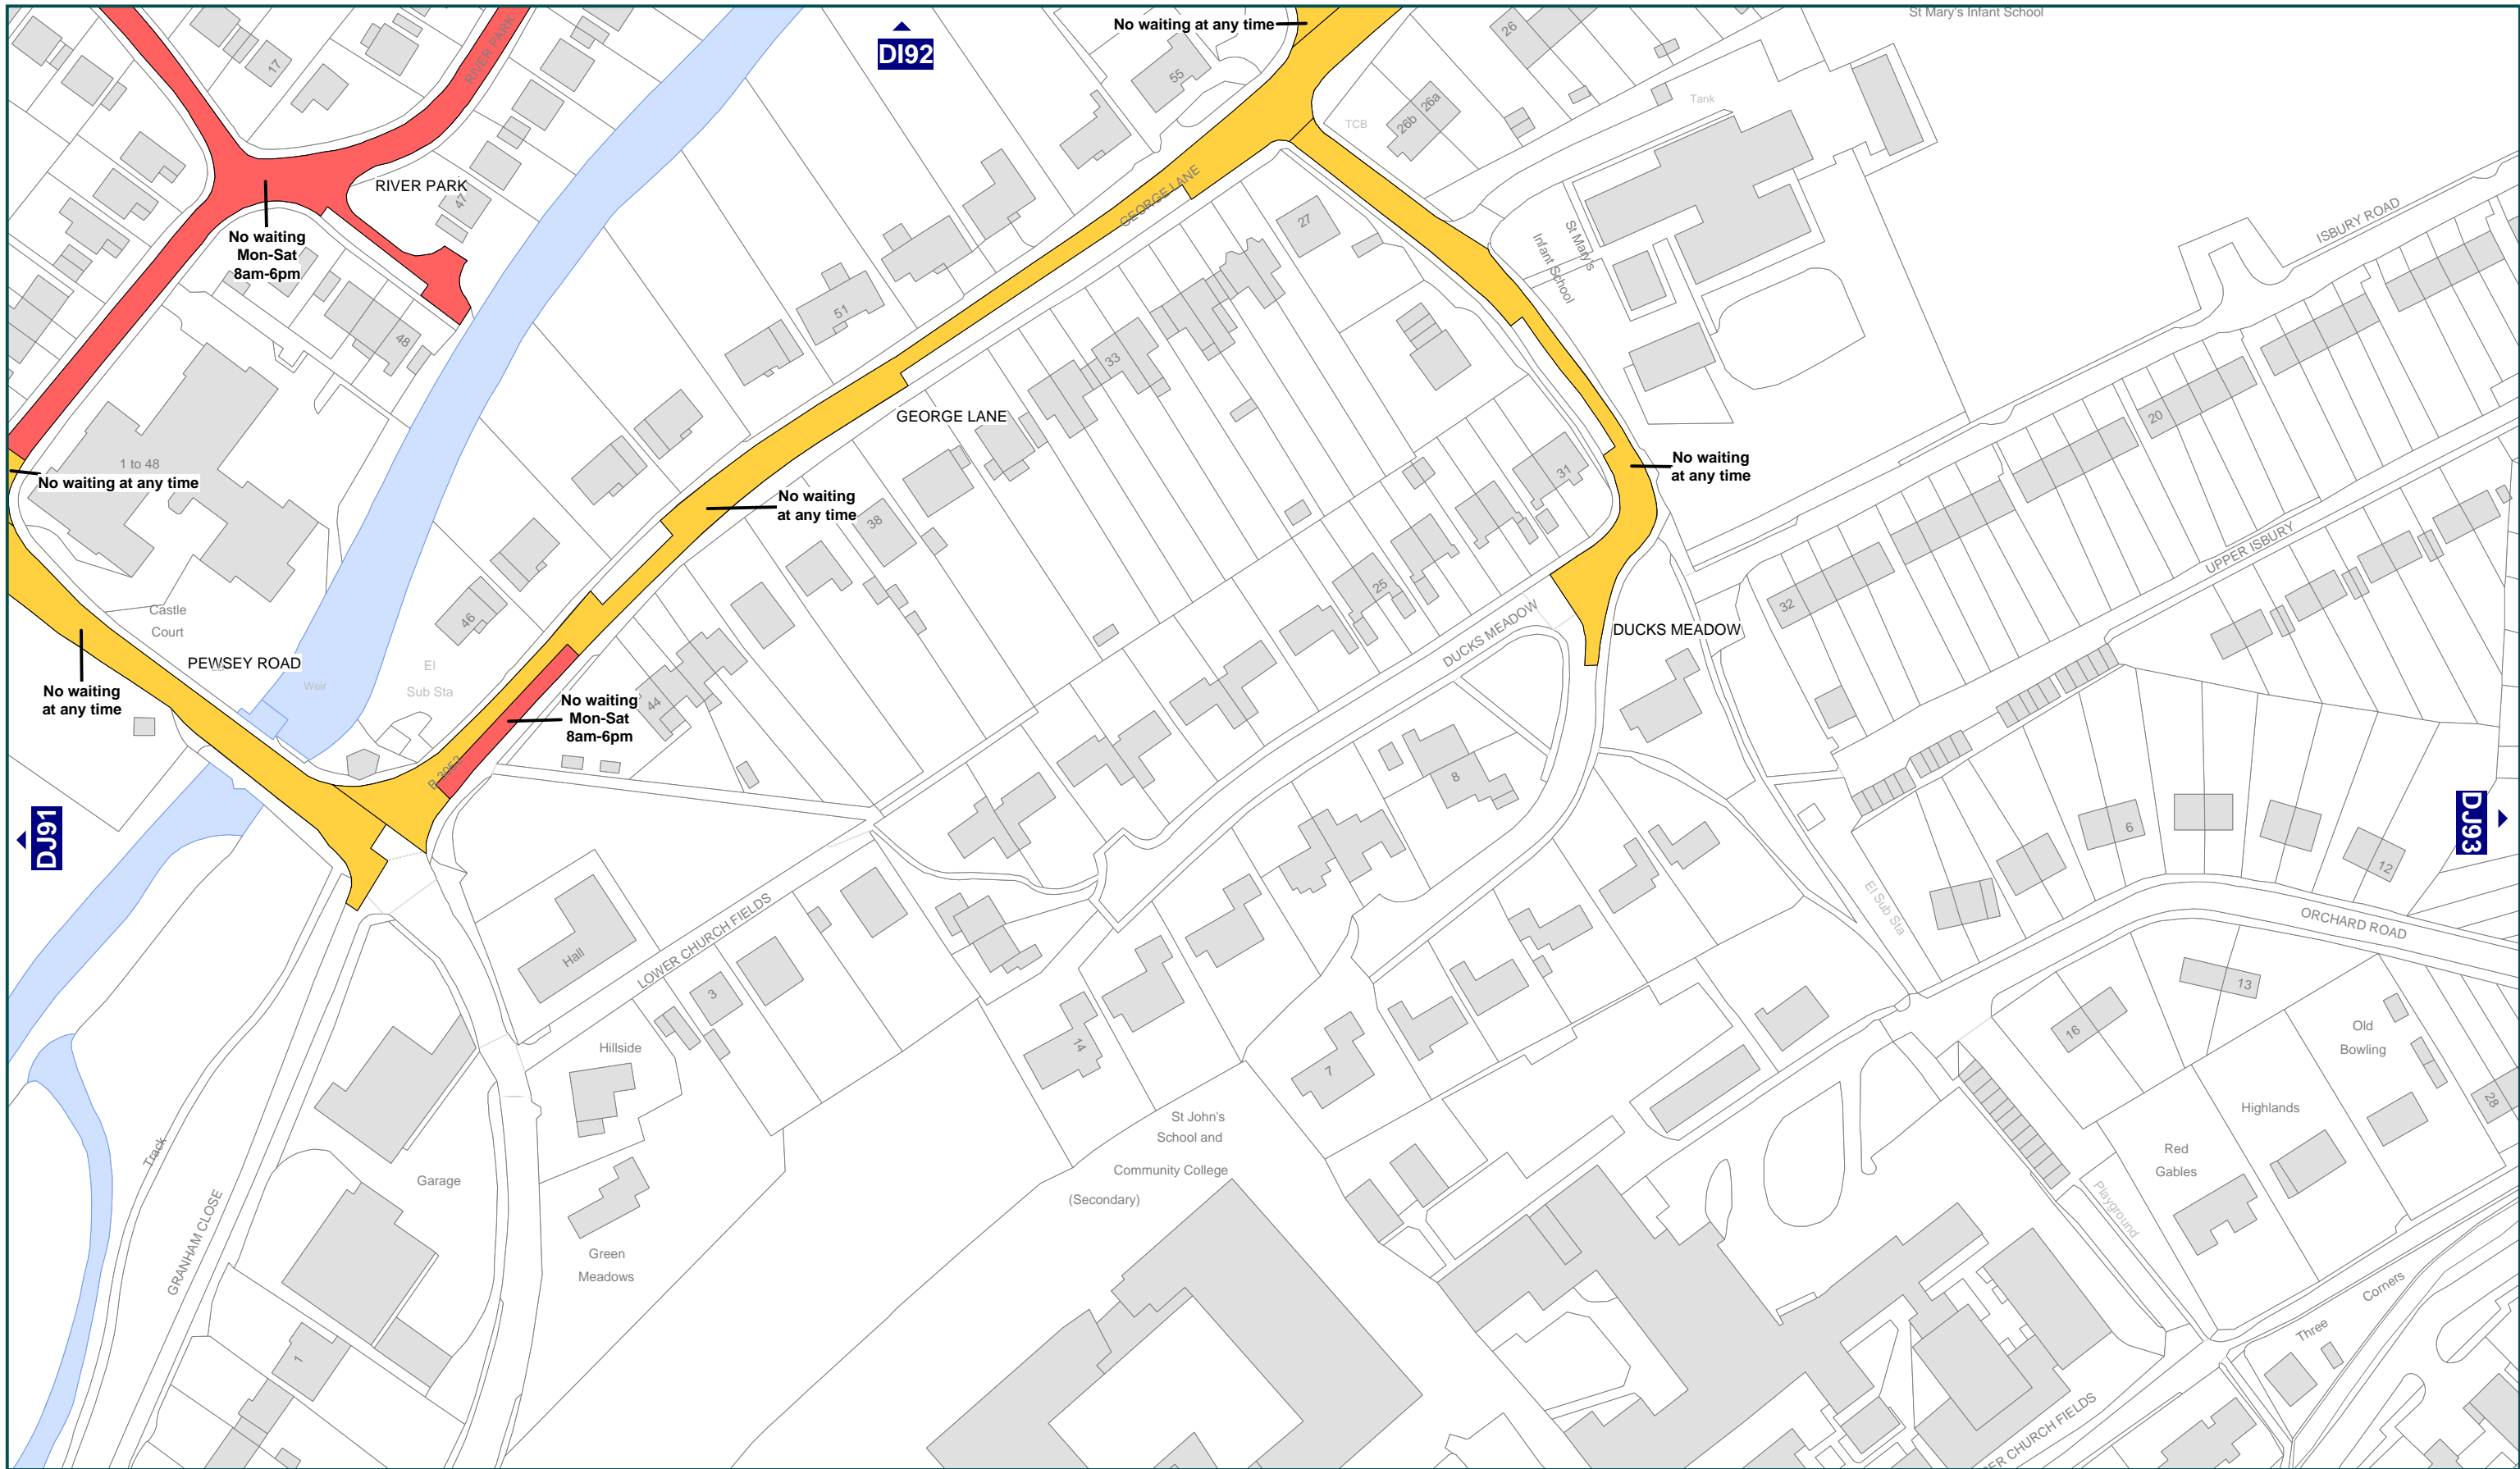 St Mary's Infant School
No waiting at any time
DI92
RIVER PARK
17
55
26
26a
26b
TCB
Tank
RIVER PARK
47
GEORGE LANE
27
St Mary's
Infant School
ISBURY ROAD
No waiting
Mon-Sat
8am-6pm
48
51
33
GEORGE LANE
20
1 to 48
No waiting at any time
No waiting
at any time
38
31
No waiting
at any time
25
UPPER ISBURY
32
46
Castle
Court
PEWSEY ROAD
Weir
El
Sub Sta
DUCKS MEADOW
DUCKS MEADOW
No waiting
at any time
44
No waiting
Mon-Sat
8am-6pm
8
DJ91
DJ93
6
12
El Sub Sta
ORCHARD ROAD
Hall
LOWER CHURCH FIELDS
3
14
7
13
16
Old
Bowling
Hillside
Highlands
28
St John's
School and
Community College
(Secondary)
Red
Gables
Track
Garage
GRANHAM CLOSE
Green
Meadows
Playground
Corners
Three
1
ER CHURCH FIELDS